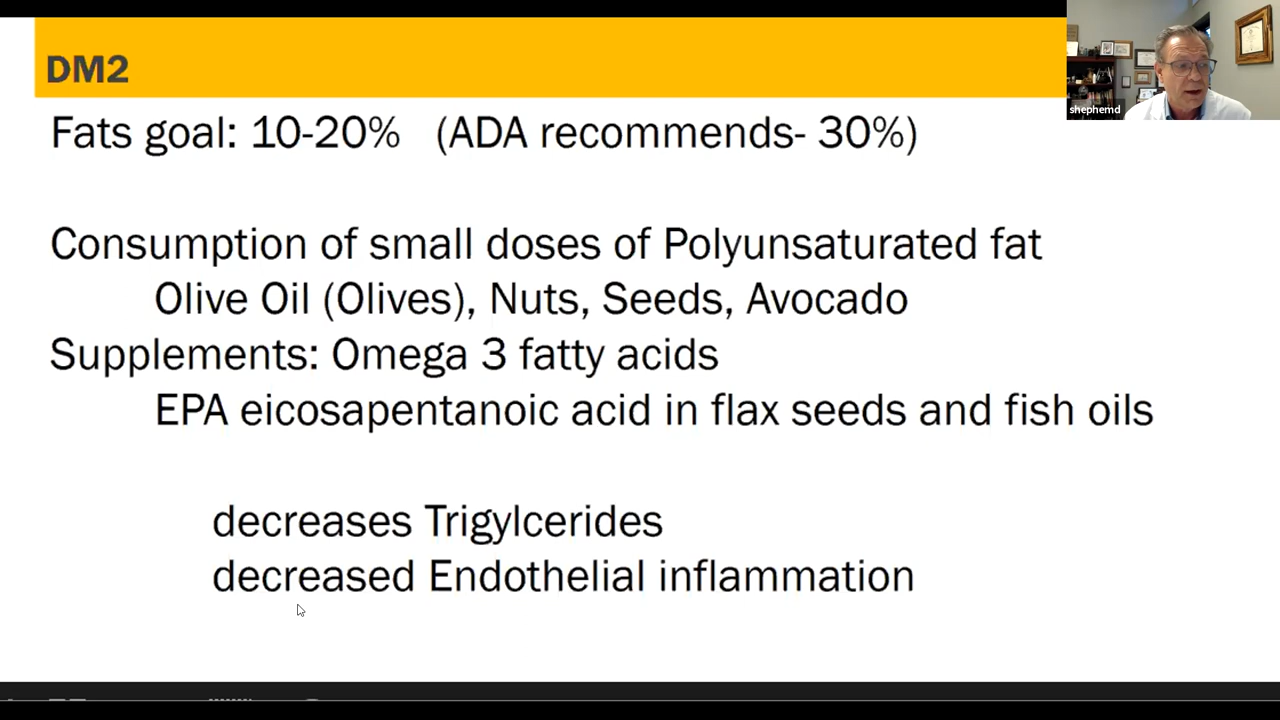 DM2
shephernd
Fats goal: 10-20% (ADA recommends- 30%)
Consumption of small doses of Polyunsaturated fat
Olive Oil (Olives), Nuts, Seeds, Avocado
Supplements: Omega 3 fatty acids
EPA eicosapentanoic acid in flax seeds and fish oils
decreases Trigylcerides
decreased Endothelial inflammation